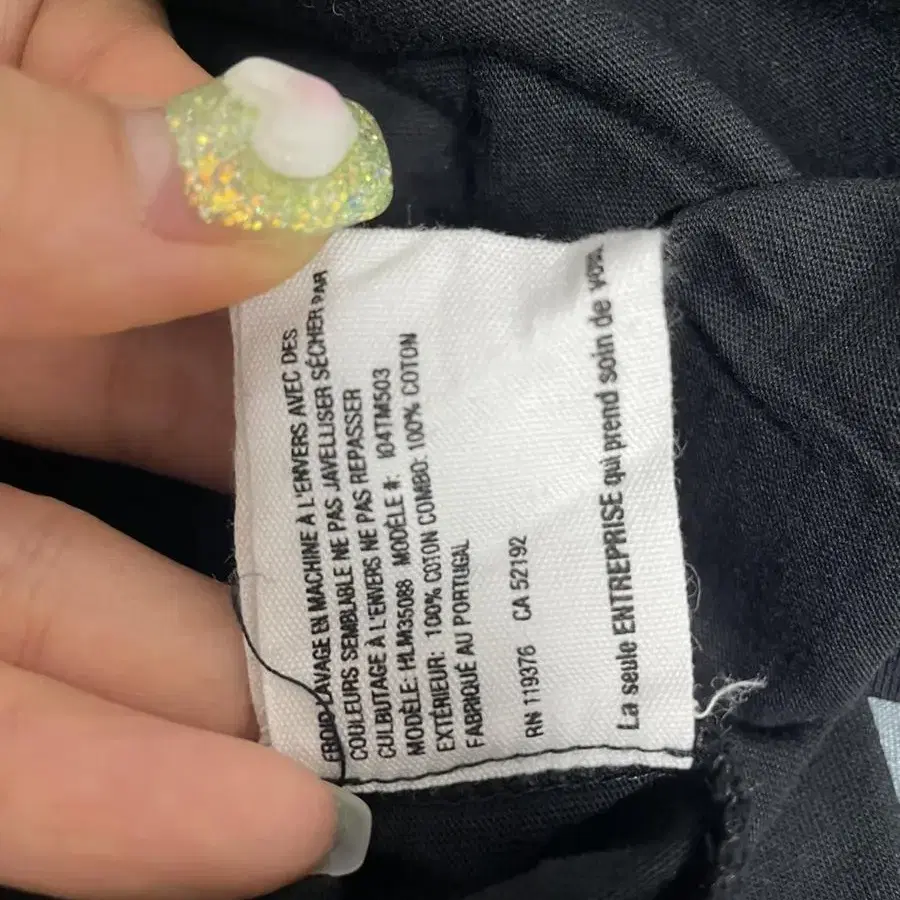 FROID LAVAGE EN MACHINE À L'ENVERS AVEC DES
COULEURS SEMBLABLE NE PAS JAVELLISER SÉCHER PAR
CULBUTAGE À L'ENVERS NE PAS REPASSER
MODÈLE: HLM35088 MODÈLE #: I04TM503
EXTÉRIEUR: 100% COTON COMBO: 100% COTON
FABRIQUÉ AU PORTUGAL
RN 119376 CA 52192
La seule ENTREPRISE qui prend soin de